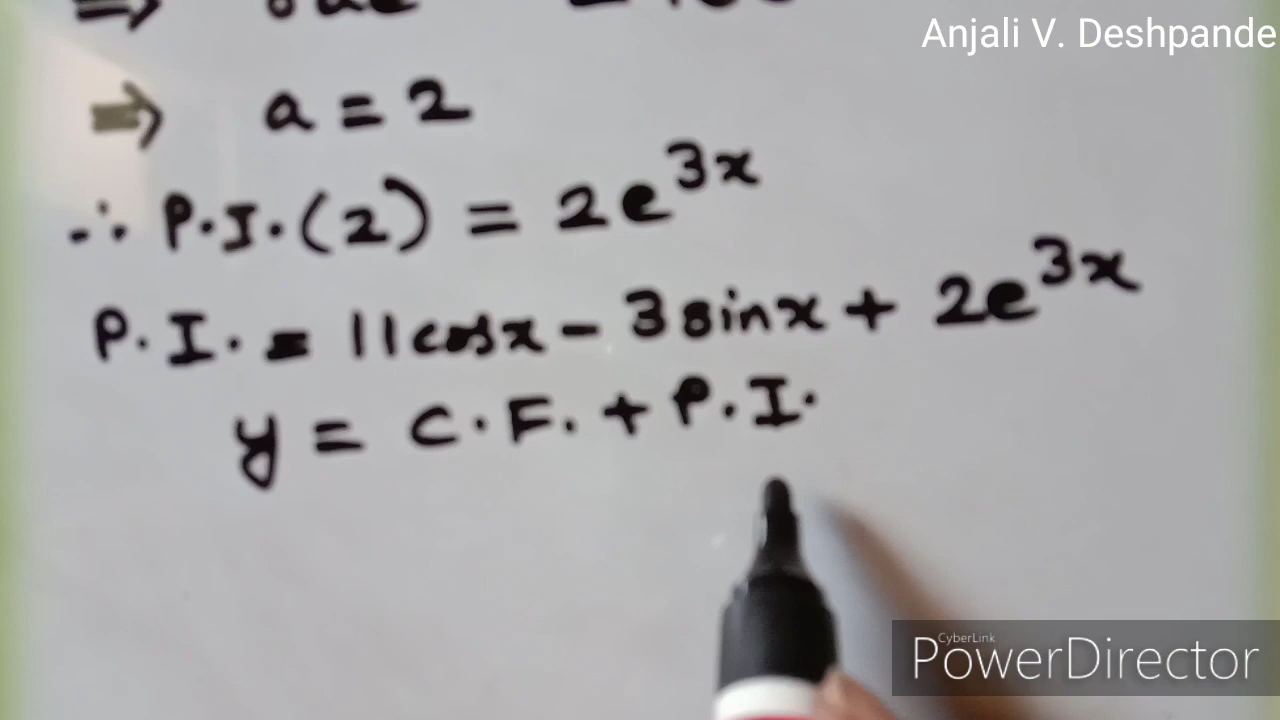 Anjali V. Deshpande
⇒ a = 2
∴ P.I.(2) = 2e^{3x}
P.I. = 11cosx - 3sinx + 2e^{3x}
y = C.F. + P.I.
CyberLink
PowerDirector